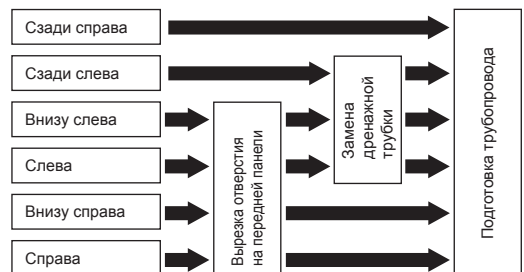 Сзади справа
Сзади слева
Внизу слева
Слева
Внизу справа
Справа
Вырезка отверстия
на передней панели
Замена
дренажной
трубки
Подготовка трубопровода